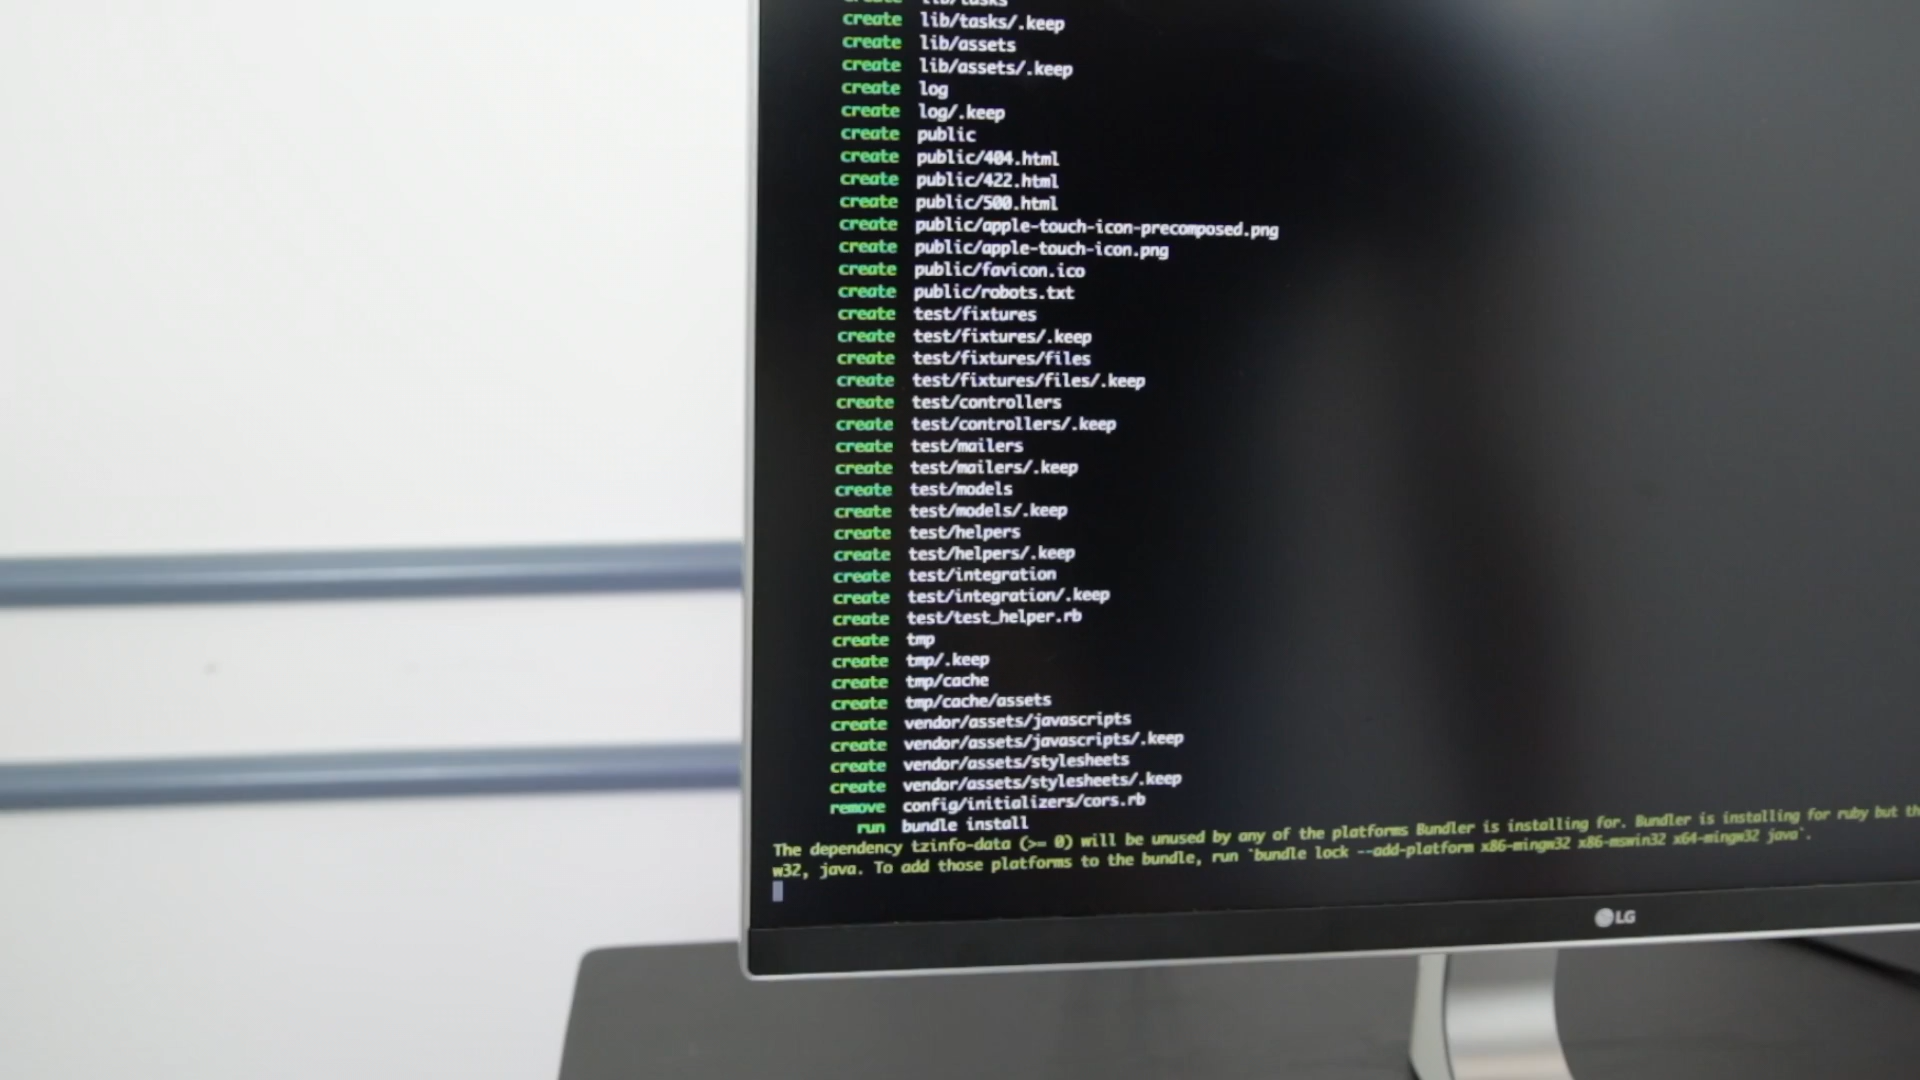 create lib/tasks
create lib/tasks/.keep
create lib/assets
create lib/assets/.keep
create log
create log/.keep
create public
create public/404.html
create public/422.html
create public/500.html
create public/apple-touch-icon-precomposed.png
create public/apple-touch-icon.png
create public/favicon.ico
create public/robots.txt
create test/fixtures
create test/fixtures/.keep
create test/fixtures/files
create test/fixtures/files/.keep
create test/controllers
create test/controllers/.keep
create test/mailers
create test/mailers/.keep
create test/models
create test/models/.keep
create test/helpers
create test/helpers/.keep
create test/integration
create test/integration/.keep
create test/test_helper.rb
create tmp
create tmp/.keep
create tmp/cache
create tmp/cache/assets
create vendor/assets/javascripts
create vendor/assets/javascripts/.keep
create vendor/assets/stylesheets
create vendor/assets/stylesheets/.keep
remove config/initializers/cors.rb
run bundle install
The dependency tzinfo-data (>= 0) will be unused by any of the platforms Bundler is installing for. Bundler is installing for ruby but th
w32, java. To add those platforms to the bundle, run `bundle lock --add-platform x86-mingw32 x86-mswin32 x64-mingw32 java`.
LG